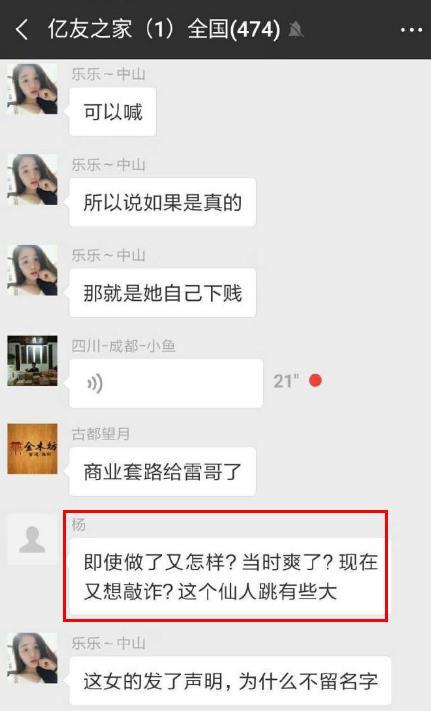 亿友之家（1）全国(474)
乐乐～中山
可以喊
乐乐～中山
所以说如果是真的
乐乐～中山
那就是她自己下贱
四川-成都-小鱼
21"
古都望月
金木坊
商业套路给雷哥了
杨
即使做了又怎样？当时爽了？现在
又想敲诈？这个仙人跳有些大
乐乐～中山
这女的发了声明，为什么不留名字